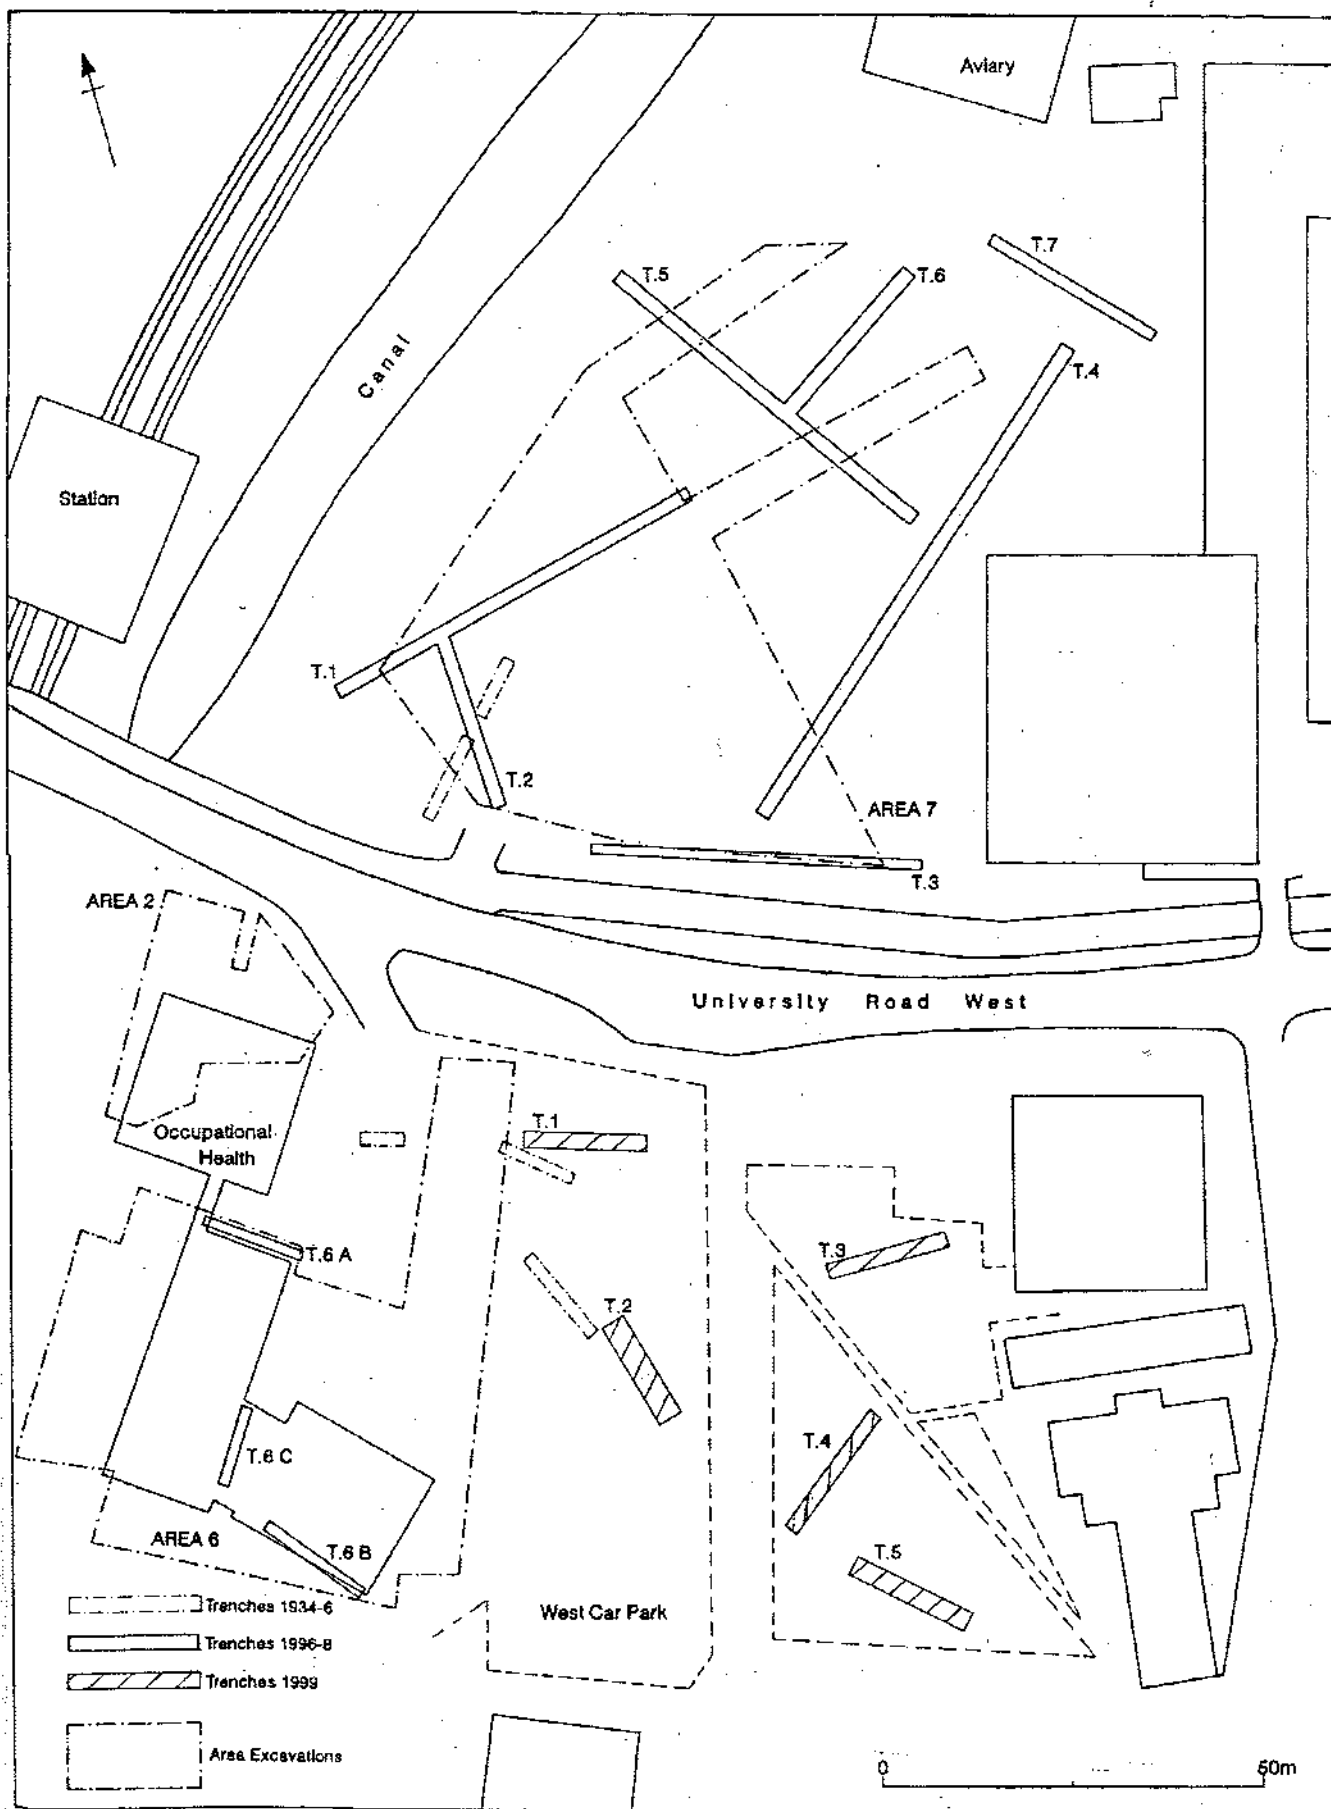 Aviary
T.7
T.5
T.6
Canal
T.4
Station
T.1
T.2
AREA 7
T.3
AREA 2
University Road West
T.1
Occupational
Health
T.3
T.6 A
T.2
T.4
T.6 C
AREA 6
T.6 B
T.5
Trenches 1934-6
West Car Park
Trenches 1996-8
Trenches 1999
Area Excavations
0
50m